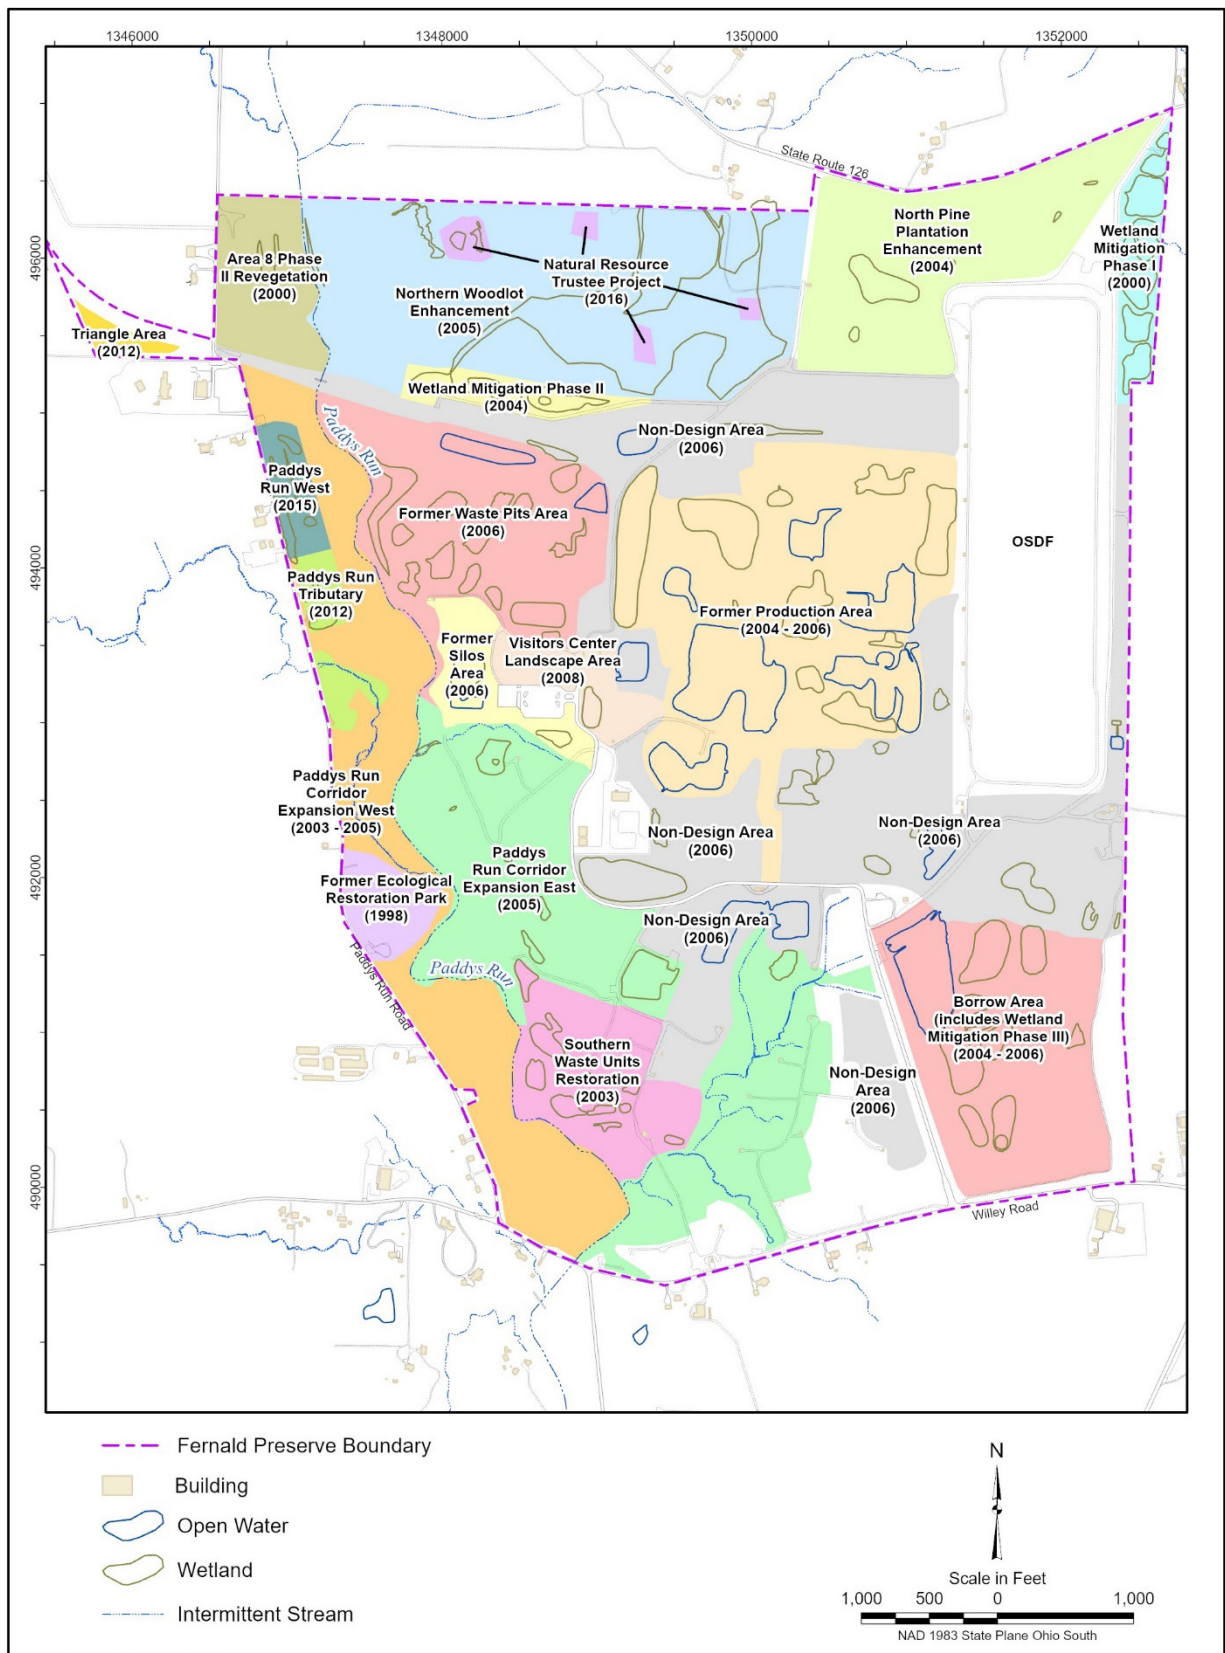 1346000
1348000
1350000
1352000
496000
494000
492000
490000
State Route 126
North Pine
Plantation
Enhancement
(2004)
Wetland
Mitigation
Phase I
(2000)
Area 8 Phase
II Revegetation
(2000)
Natural Resource
Trustee Project
(2016)
Northern Woodlot
Enhancement
(2005)
Triangle Area
(2012)
Wetland Mitigation Phase II
(2004)
Paddys Run
Non-Design Area
(2006)
Paddys
Run West
(2015)
Former Waste Pits Area
(2006)
OSDF
Paddys Run
Tributary
(2012)
Former Production Area
(2004 - 2006)
Former
Silos
Area
(2006)
Visitors Center
Landscape Area
(2008)
Paddys Run
Corridor
Expansion West
(2003 - 2005)
Non-Design Area
(2006)
Non-Design Area
(2006)
Paddys
Run Corridor
Expansion East
(2005)
Former Ecological
Restoration Park
(1998)
Non-Design Area
(2006)
Paddys Run
Paddys Run Road
Borrow Area
(includes Wetland
Mitigation Phase III)
(2004 - 2006)
Southern
Waste Units
Restoration
(2003)
Non-Design
Area
(2006)
Willey Road
Fernald Preserve Boundary
Building
Open Water
Wetland
Intermittent Stream
N
Scale in Feet
1,000 500 0 1,000
NAD 1983 State Plane Ohio South